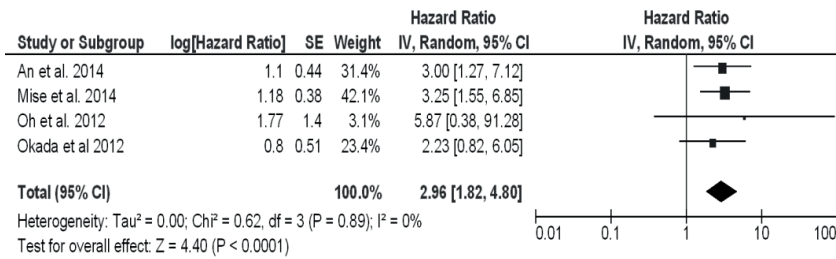 Hazard Ratio Hazard Ratio
Study or Subgroup log[Hazard Ratio] SE Weight IV, Random, 95% CI IV, Random, 95% CI
An et al. 2014 1.1 0.44 31.4% 3.00 [1.27, 7.12]
Mise et al. 2014 1.18 0.38 42.1% 3.25 [1.55, 6.85]
Oh et al. 2012 1.77 1.4 3.1% 5.87 [0.38, 91.28]
Okada et al 2012 0.8 0.51 23.4% 2.23 [0.82, 6.05]
Total (95% CI) 100.0% 2.96 [1.82, 4.80]
Heterogeneity: Tau² = 0.00; Chi² = 0.62, df = 3 (P = 0.89); I² = 0%
Test for overall effect: Z = 4.40 (P < 0.0001)
0.01 0.1 1 10 100